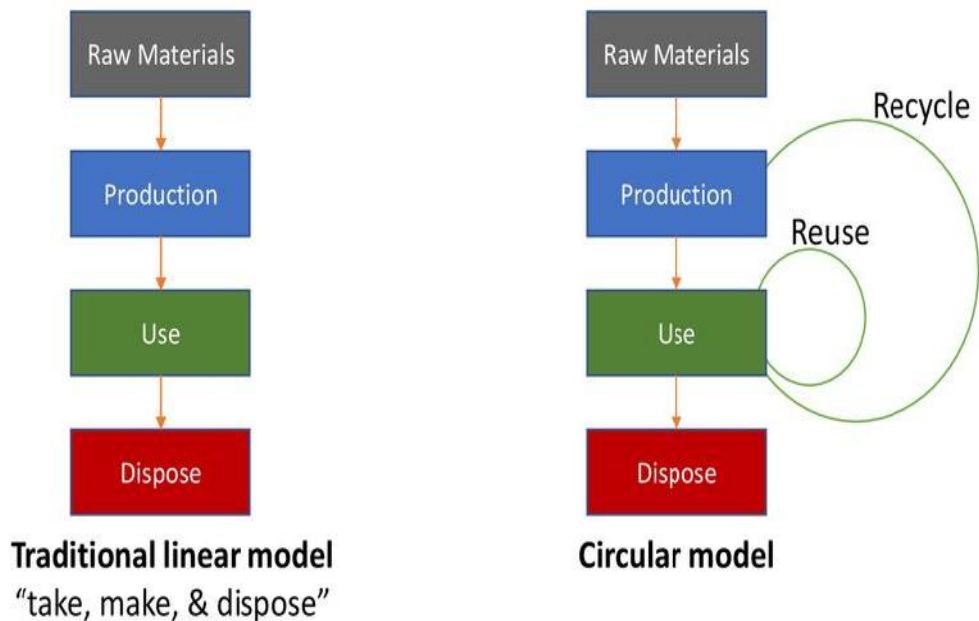 Raw Materials
Production
Use
Dispose
Traditional linear model
“take, make, & dispose”
Raw Materials
Recycle
Production
Reuse
Use
Dispose
Circular model